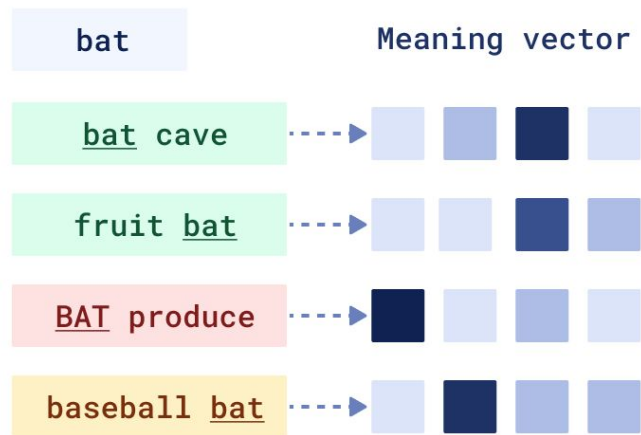 bat
Meaning vector
bat cave
fruit bat
BAT produce
baseball bat